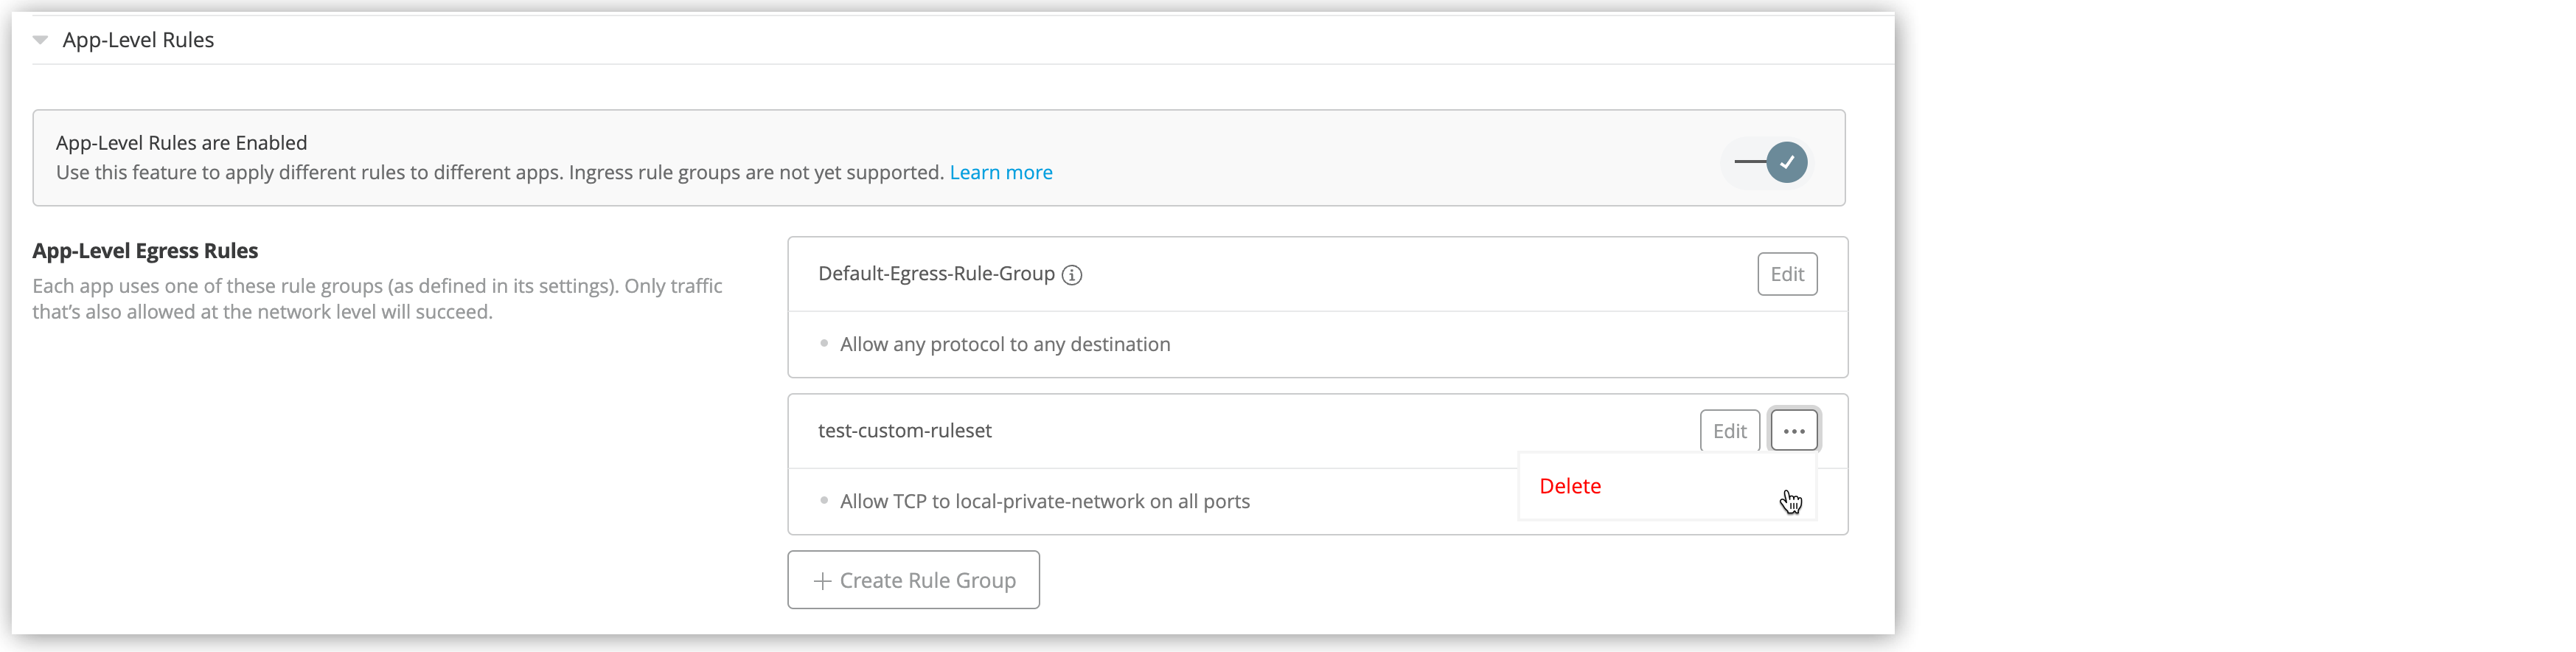 App-Level Rules
App-Level Rules are Enabled
Use this feature to apply different rules to different apps. Ingress rule groups are not yet supported. Learn more
App-Level Egress Rules
Each app uses one of these rule groups (as defined in its settings). Only traffic
that’s also allowed at the network level will succeed.
Default-Egress-Rule-Group
Edit
Allow any protocol to any destination
test-custom-ruleset
Edit
Delete
Allow TCP to local-private-network on all ports
Create Rule Group